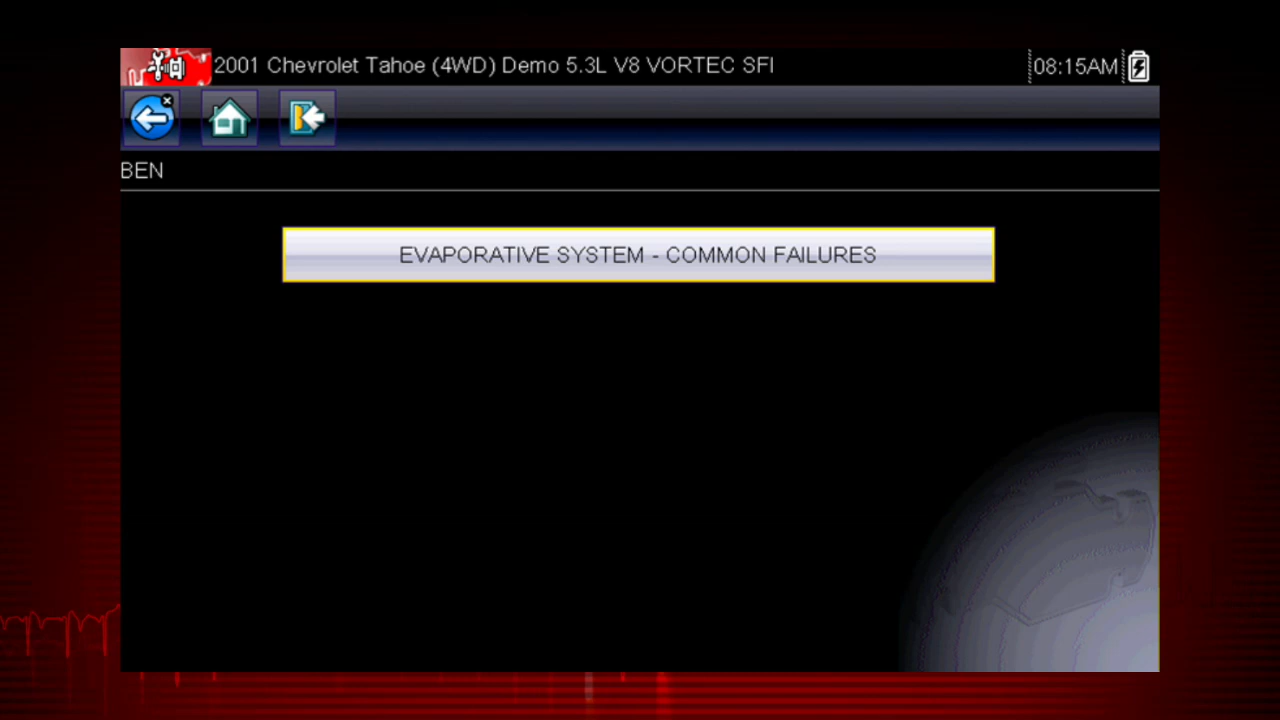 2001 Chevrolet Tahoe (4WD) Demo 5.3L V8 VORTEC SFI 08:15AM
BEN
EVAPORATIVE SYSTEM - COMMON FAILURES